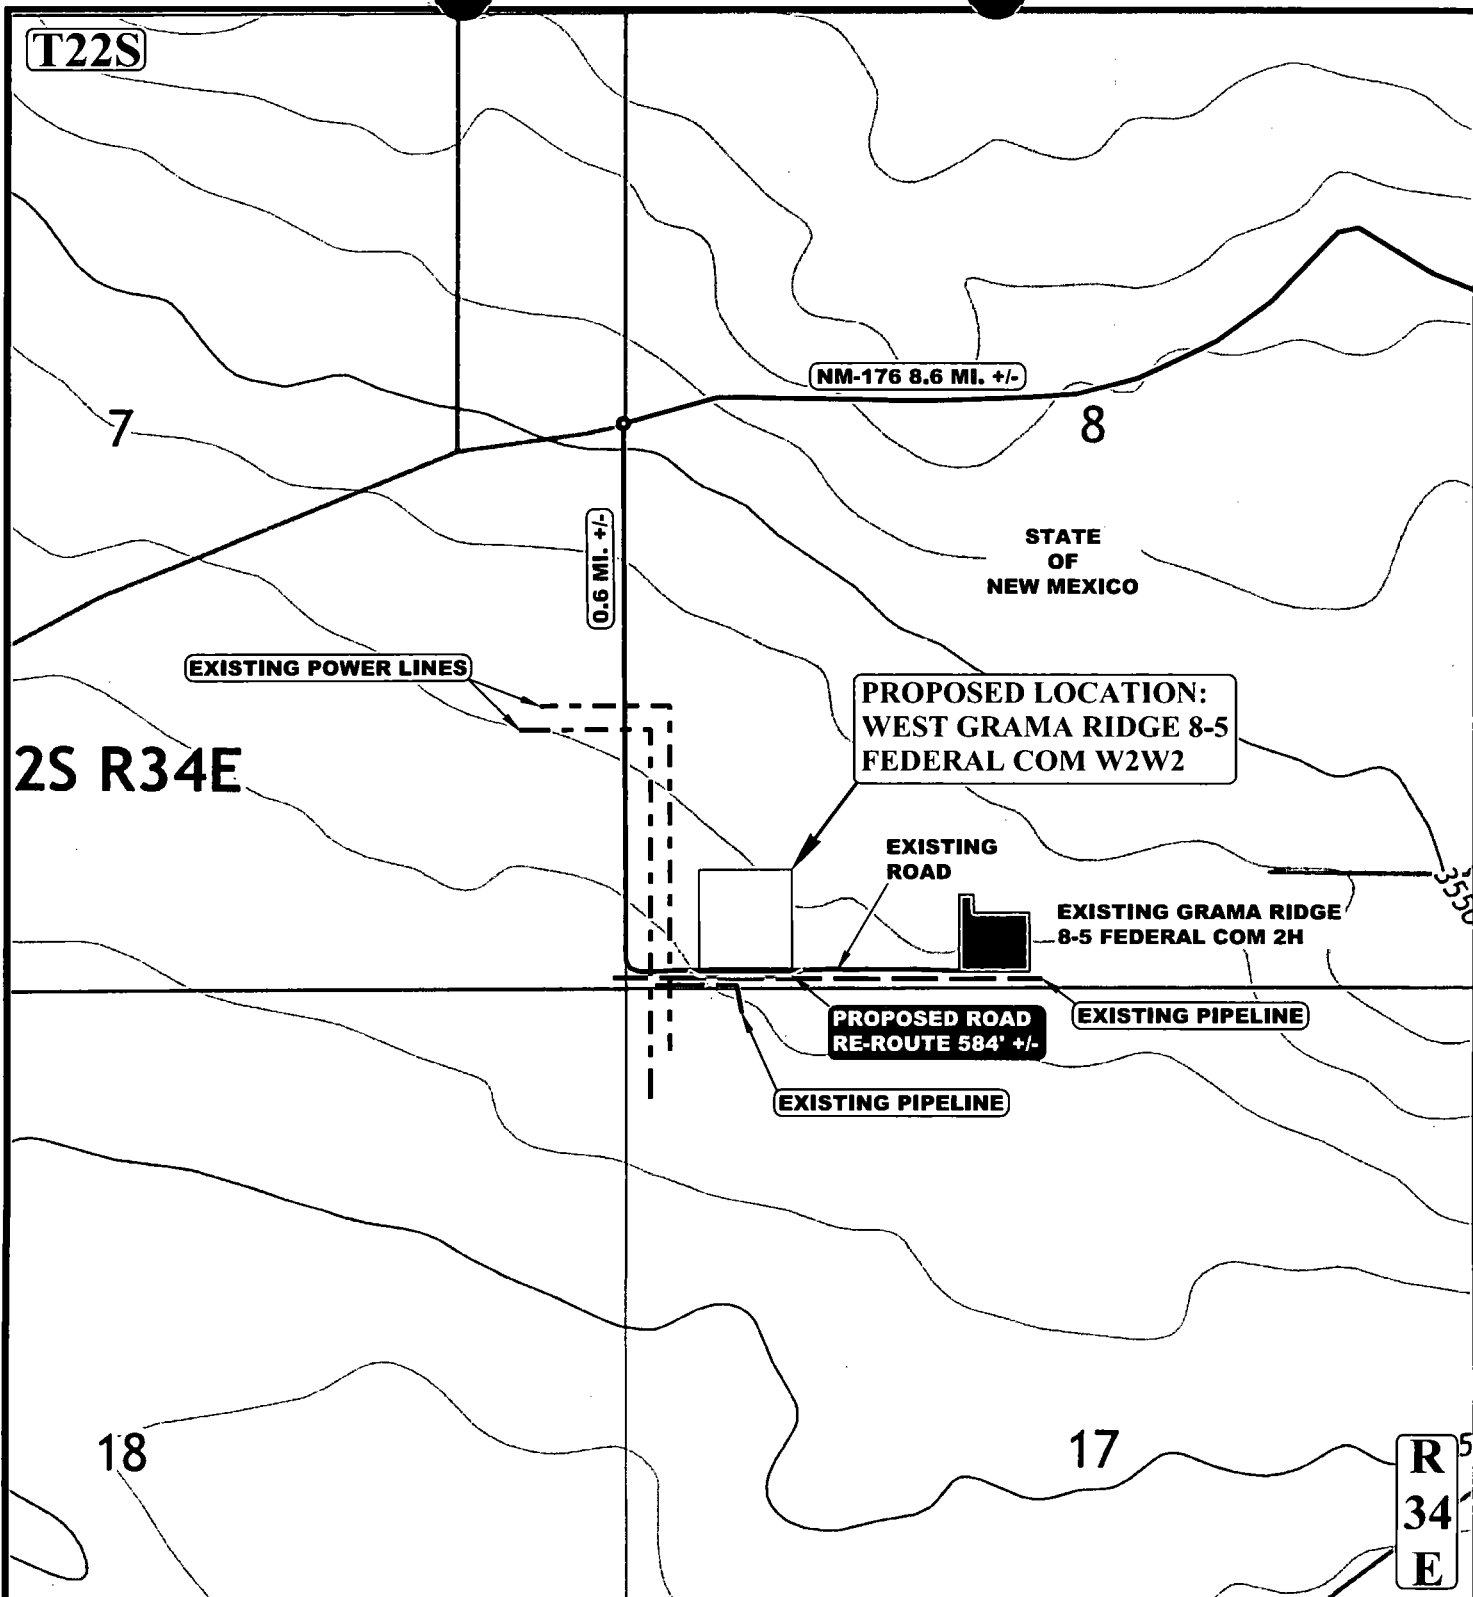 T22S
NM-176 8.6 MI. +/-
7
8
0.6 MI. +/-
STATE
OF
NEW MEXICO
EXISTING POWER LINES
PROPOSED LOCATION:
WEST GRAMA RIDGE 8-5
FEDERAL COM W2W2
2S R34E
EXISTING
ROAD
3550
EXISTING GRAMA RIDGE
8-5 FEDERAL COM 2H
PROPOSED ROAD
RE-ROUTE 584' +/-
EXISTING PIPELINE
EXISTING PIPELINE
18
17
R
34
E
5